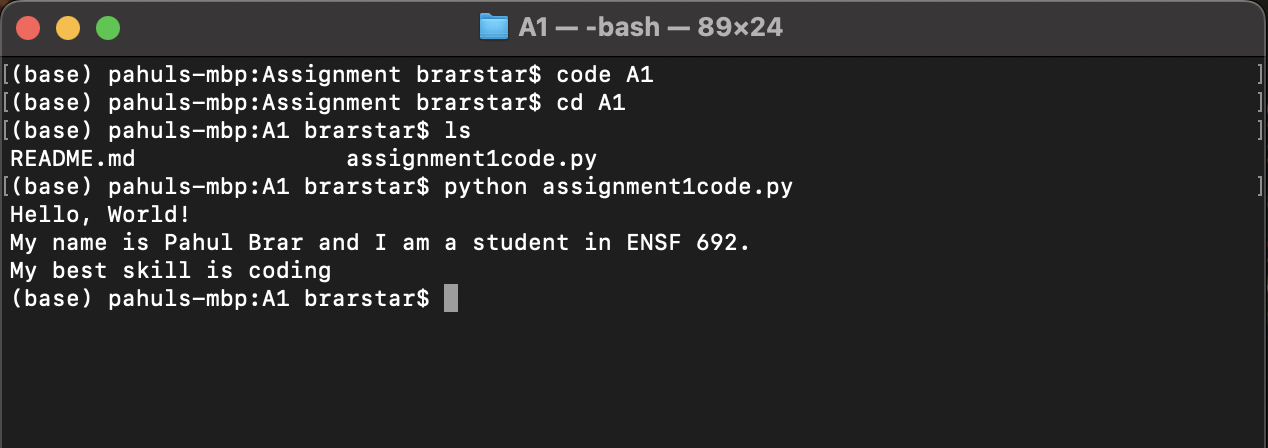 A1 — -bash — 89×24
[(base) pahuls-mbp:Assignment brarstar$ code A1 ]
[(base) pahuls-mbp:Assignment brarstar$ cd A1 ]
[(base) pahuls-mbp:A1 brarstar$ ls ]
README.md assignment1code.py
[(base) pahuls-mbp:A1 brarstar$ python assignment1code.py ]
Hello, World!
My name is Pahul Brar and I am a student in ENSF 692.
My best skill is coding
(base) pahuls-mbp:A1 brarstar$